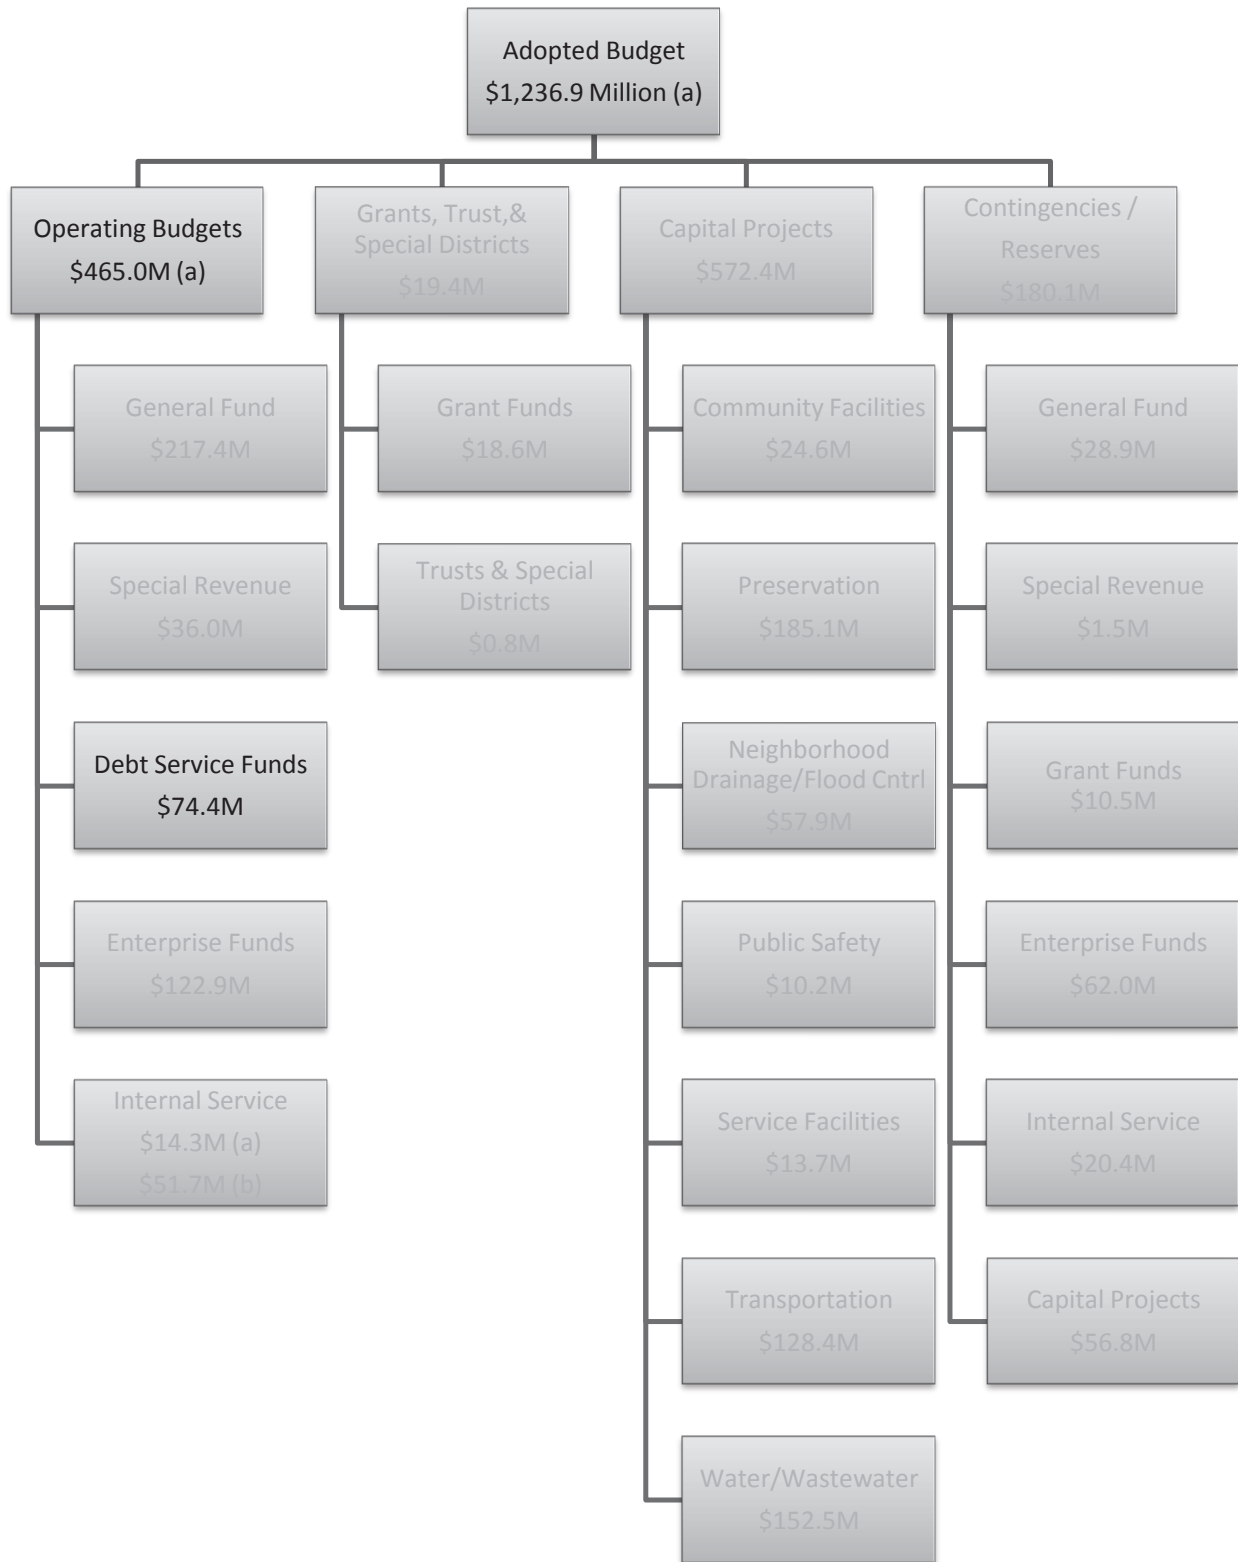 Adopted Budget
$1,236.9 Million (a)
Operating Budgets
$465.0M (a)
Grants, Trust,&
Special Districts
$19.4M
Capital Projects
$572.4M
Contingencies /
Reserves
$180.1M
General Fund
$217.4M
Grant Funds
$18.6M
Community Facilities
$24.6M
General Fund
$28.9M
Special Revenue
$36.0M
Trusts & Special
Districts
$0.8M
Preservation
$185.1M
Special Revenue
$1.5M
Debt Service Funds
$74.4M
Neighborhood
Drainage/Flood Cntrl
$57.9M
Grant Funds
$10.5M
Enterprise Funds
$122.9M
Public Safety
$10.2M
Enterprise Funds
$62.0M
Internal Service
$14.3M (a)
$51.7M (b)
Service Facilities
$13.7M
Internal Service
$20.4M
Transportation
$128.4M
Capital Projects
$56.8M
Water/Wastewater
$152.5M